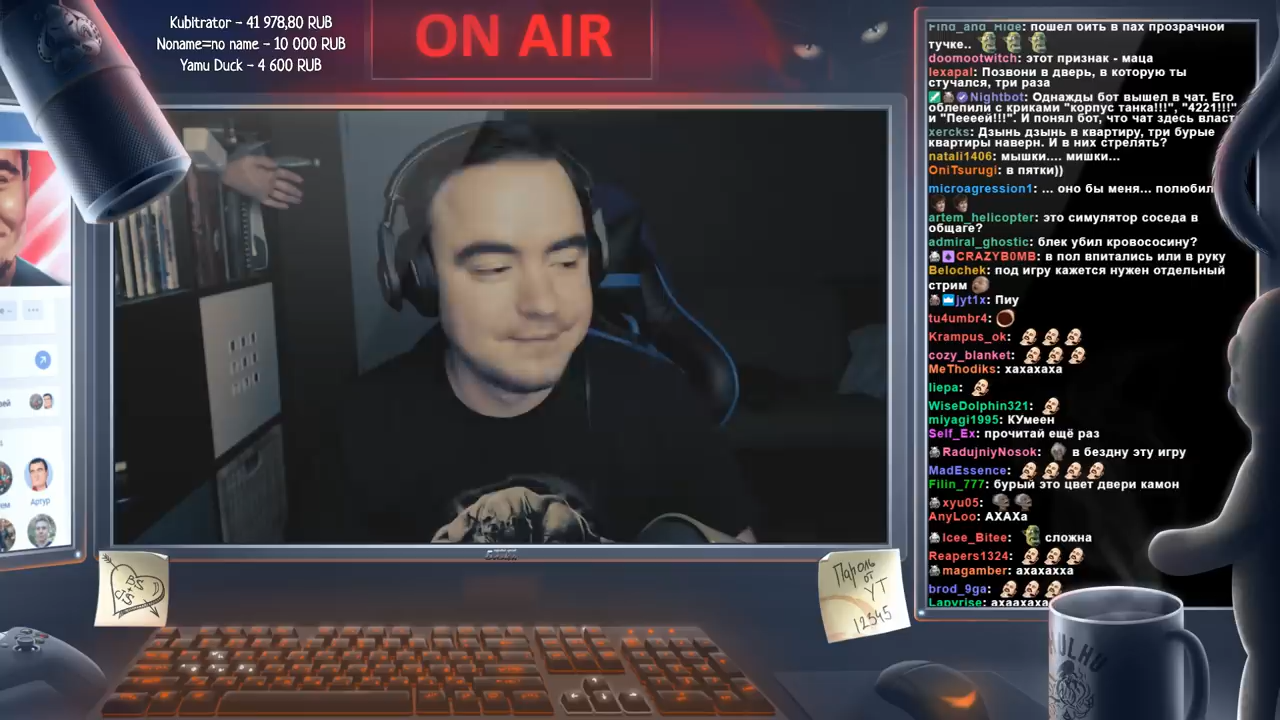 Kubitrator – 41 978,80 RUB
Noname=no name – 10 000 RUB
Yamu Duck – 4 600 RUB
ON AIR
Find_and_Hide: пошел бить в пах прозрачной
тучке..
doomootwitch: этот признак - маца
lexapal: Позвони в дверь, в которую ты
стучался, три раза
Nightbot: Однажды бот вышел в чат. Его
облепили с криками "корпус танка!!!", "4221!!!"
и "Пеееей!!!". И понял бот, что чат здесь власт
xercks: Дзынь дзынь в квартиру, три бурые
квартиры наверн. И в них стрелять?
natali1406: мышки.... мишки...
OniTsurugi: в пятки))
microagression1: ... оно бы меня... полюбил
artem_helicopter: это симулятор соседа в
общаге?
admiral_ghostic: блек убил кровососину?
CRAZYB0MB: в пол впитались или в руку
Belochek: под игру кажется нужен отдельный
стрим
jyt1x: Пиу
tu4umbr4:
Krampus_ok:
cozy_blanket:
MeThodiks: хахахаха
liepa:
WiseDolphin321:
miyagi1995: КУмеен
Self_Ex: прочитай ещё раз
RadujniyNosok: в бездну эту игру
MadEssence:
Filin_777: бурый это цвет двери камон
xyu05:
AnyLoo: АХАХа
Icee_Bitee: сложна
Reapers1324:
magamber: ахахахха
brod_9ga:
Lapyrise: ахаахаха
Артур
BS
+
JS
Пароль
от
YT
12345